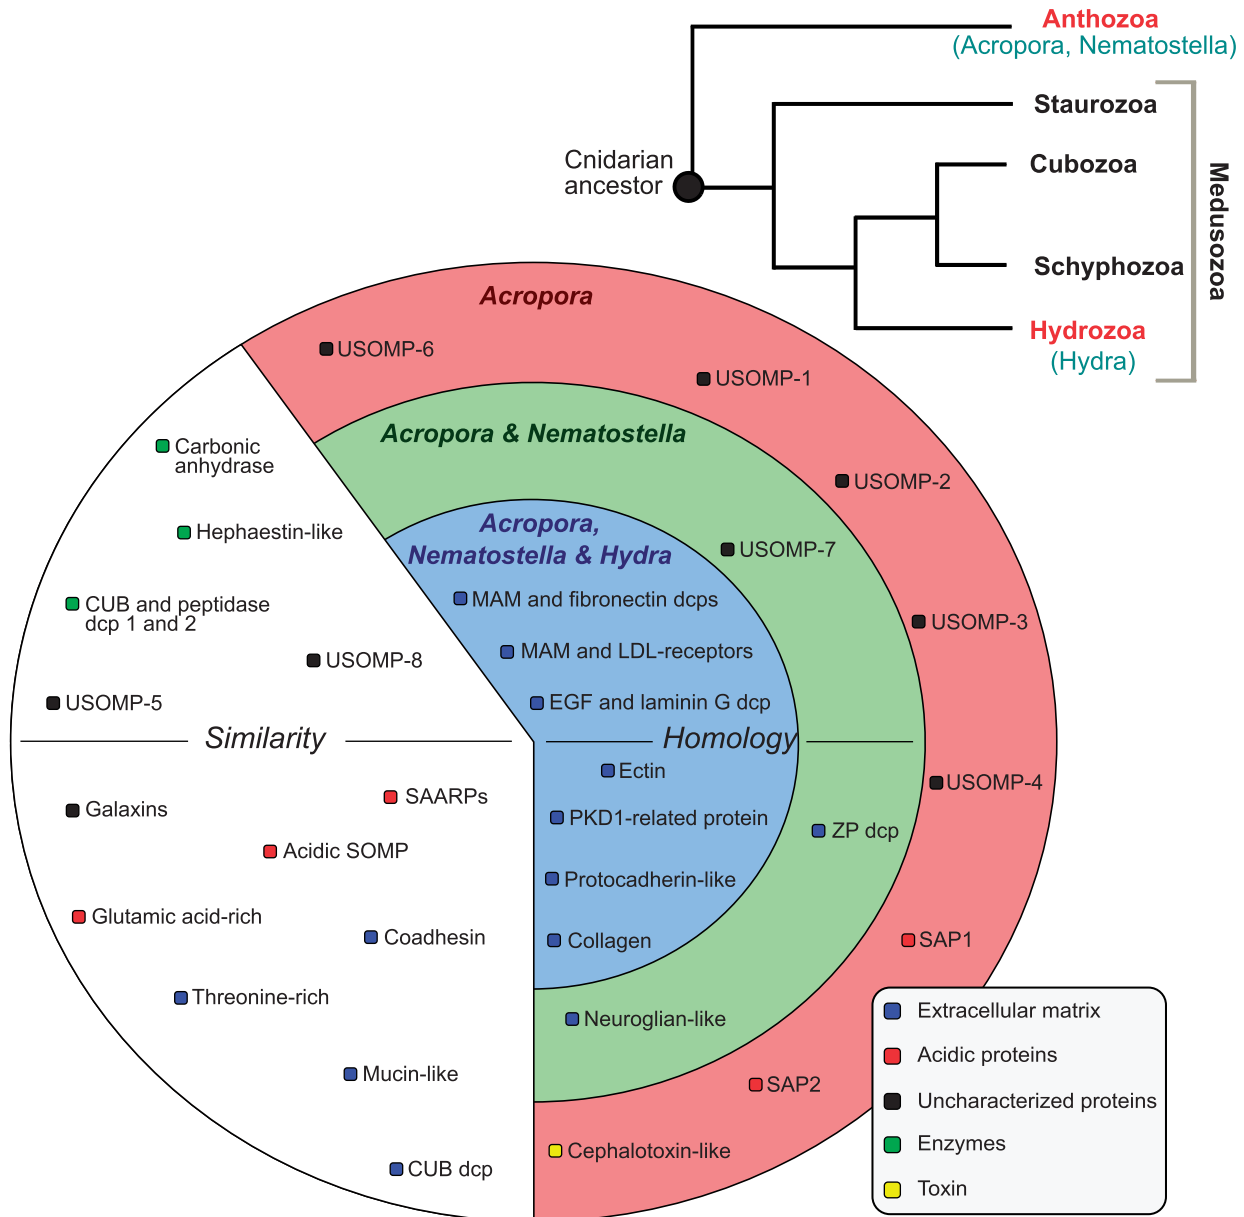 Anthozoa
(Acropora, Nematostella)
Staurozoa
Cnidarian
ancestor
Cubozoa
Medusozoa
Schyphozoa
Hydrozoa
(Hydra)
Acropora
USOMP-6
USOMP-1
Acropora & Nematostella
Carbonic
anhydrase
USOMP-2
Acropora,
Nematostella & Hydra
Hephaestin-like
USOMP-7
MAM and fibronectin dcps
CUB and peptidase
dcp 1 and 2
USOMP-3
MAM and LDL-receptors
USOMP-8
USOMP-5
EGF and laminin G dcp
Similarity
Homology
Ectin
USOMP-4
SAARPs
Galaxins
PKD1-related protein
ZP dcp
Acidic SOMP
Protocadherin-like
Glutamic acid-rich
Coadhesin
Collagen
SAP1
Threonine-rich
Neuroglian-like
Mucin-like
SAP2
Cephalotoxin-like
CUB dcp
Extracellular matrix
Acidic proteins
Uncharacterized proteins
Enzymes
Toxin